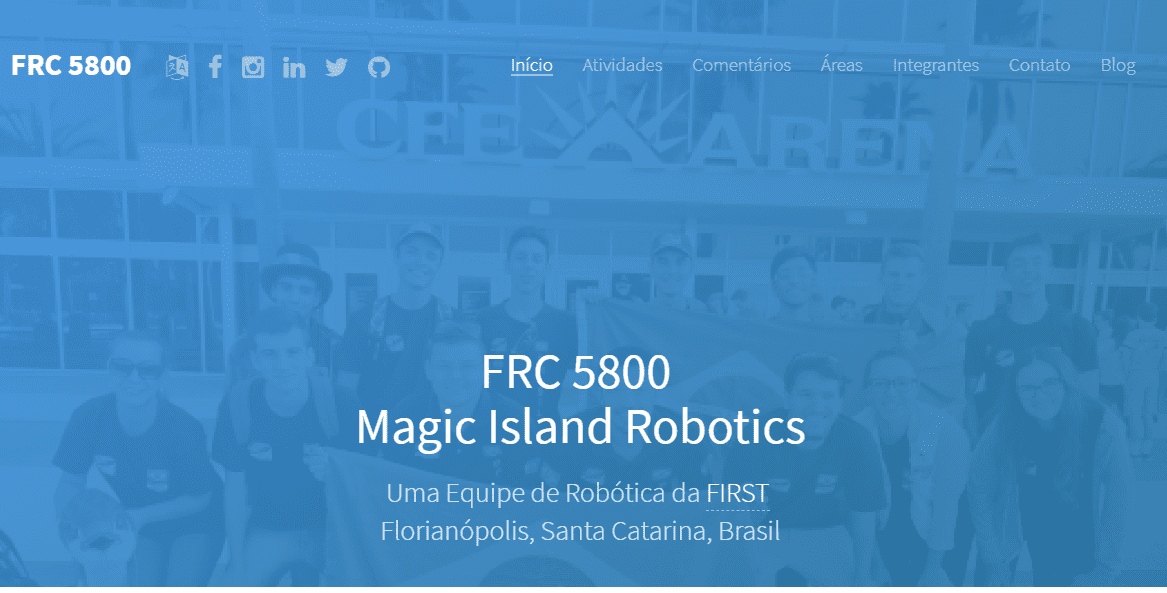 FRC 5800
Início Atividades Comentários Áreas Integrantes Contato Blog
CFE ARENA
FRC 5800
Magic Island Robotics
Uma Equipe de Robótica da FIRST
Florianópolis, Santa Catarina, Brasil